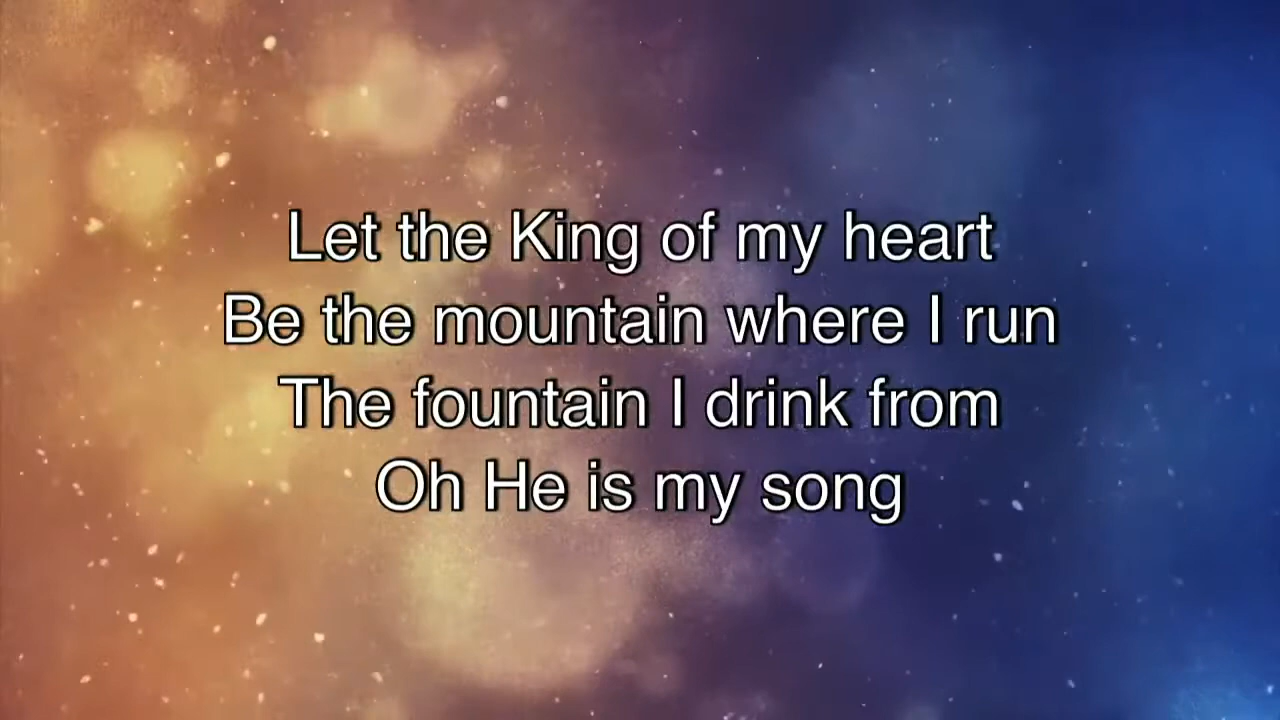 Let the King of my heart
Be the mountain where I run
The fountain I drink from
Oh He is my song